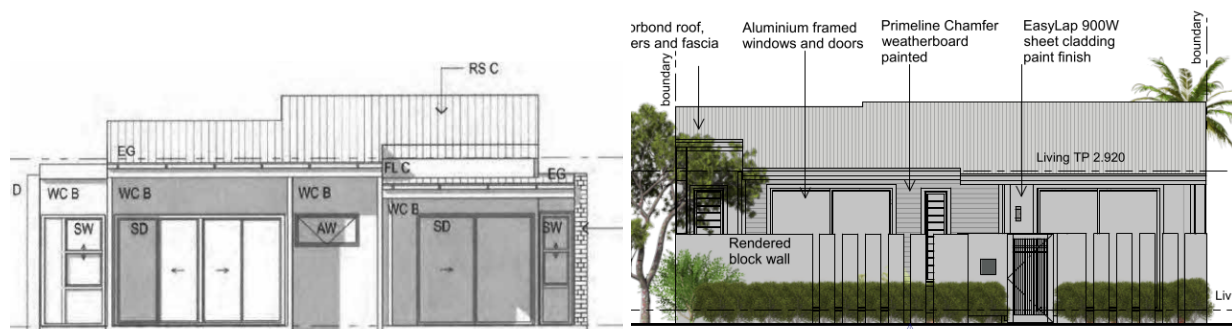 RS C
EG
FL C
EG
D
WC B
WC B
WC B
WC B
SW
SD
AW
SD
SW
orbond roof,
ers and fascia
boundary
Aluminium framed
windows and doors
Primeline Chamfer
weatherboard
painted
EasyLap 900W
sheet cladding
paint finish
boundary
Living TP 2.920
Rendered
block wall
Liv